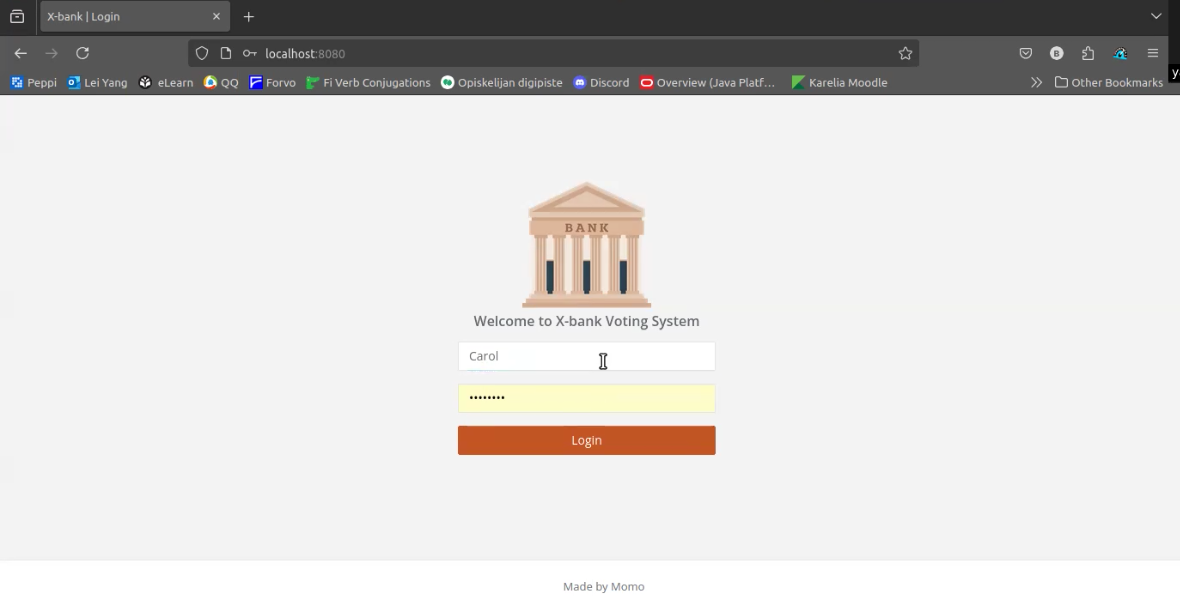 X-bank | Login
localhost:8080
B
y
Peppi
Lei Yang
eLearn
QQ
Forvo
Fi Verb Conjugations
Opiskelijan digipiste
Discord
Overview (Java Platf...
Karelia Moodle
Other Bookmarks
BANK
Welcome to X-bank Voting System
Carol
••••••••
Login
Made by Momo